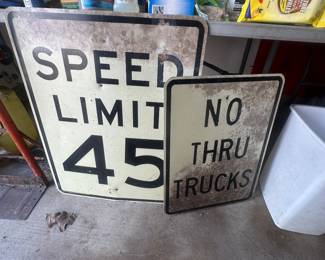 SPEED
LIMIT
45
NO
THRU
TRUCKS